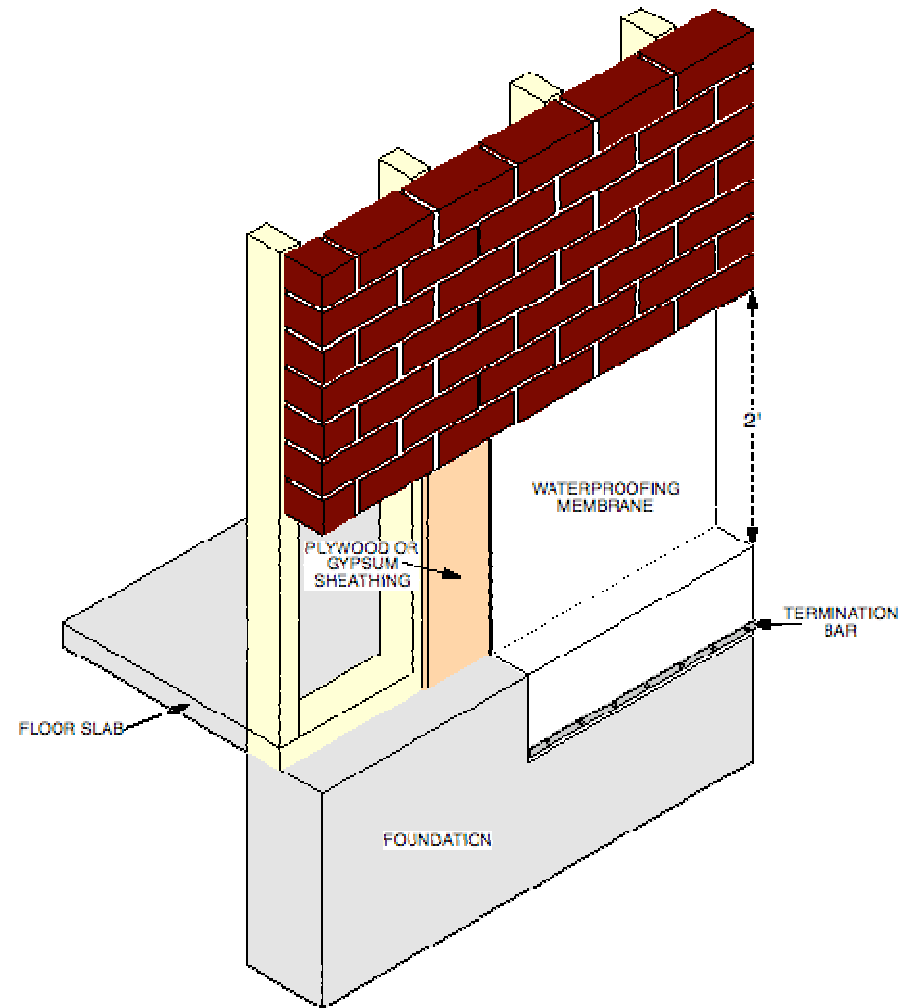 2'
WATERPROOFING
MEMBRANE
PLYWOOD OR
GYPSUM
SHEATHING
TERMINATION
BAR
FLOOR SLAB
FOUNDATION